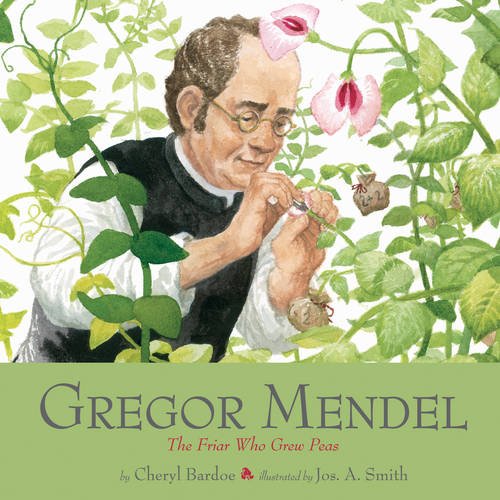 GREGOR MENDEL
The Friar Who Grew Peas
by Cheryl Bardoe illustrated by Jos. A. Smith